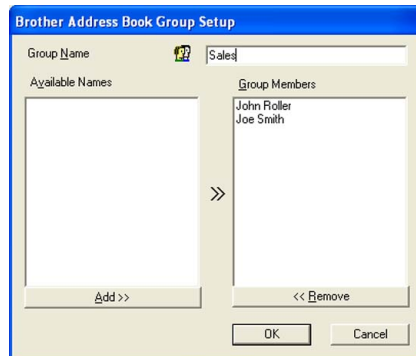 Brother Address Book Group Setup
Group Name
Sales
Available Names
Group Members
John Roller
Joe Smith
Add >>
<< Remove
OK
Cancel